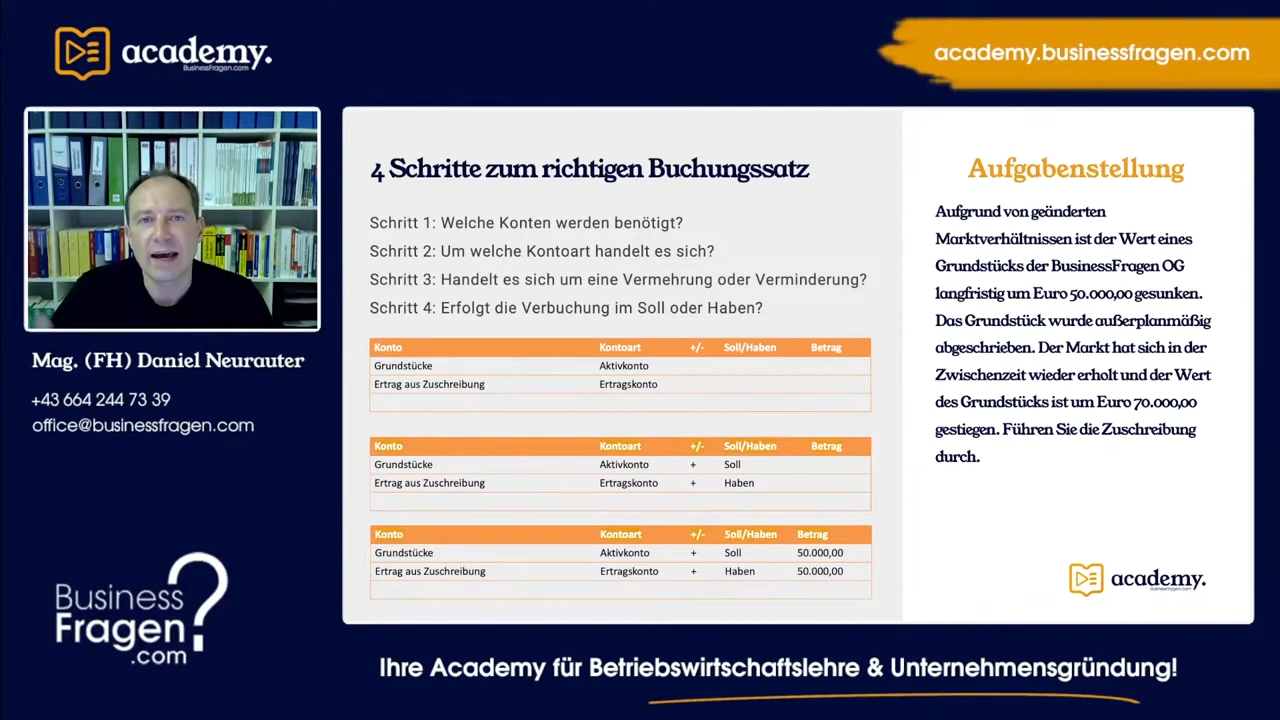 academy.
BusinessFragen.com
academy.businessfragen.com
Mag. (FH) Daniel Neurauter
+43 664 244 73 39
office@businessfragen.com
Business
Fragen
.com
?
4 Schritte zum richtigen Buchungssatz
Schritt 1: Welche Konten werden benötigt?
Schritt 2: Um welche Kontoart handelt es sich?
Schritt 3: Handelt es sich um eine Vermehrung oder Verminderung?
Schritt 4: Erfolgt die Verbuchung im Soll oder Haben?
Konto Kontoart +/- Soll/Haben Betrag
Grundstücke Aktivkonto
Ertrag aus Zuschreibung Ertragskonto
Konto Kontoart +/- Soll/Haben Betrag
Grundstücke Aktivkonto + Soll
Ertrag aus Zuschreibung Ertragskonto + Haben
Konto Kontoart +/- Soll/Haben Betrag
Grundstücke Aktivkonto + Soll 50.000,00
Ertrag aus Zuschreibung Ertragskonto + Haben 50.000,00
Aufgabenstellung
Aufgrund von geänderten
Marktverhältnissen ist der Wert eines
Grundstücks der BusinessFragen OG
langfristig um Euro 50.000,00 gesunken.
Das Grundstück wurde außerplanmäßig
abgeschrieben. Der Markt hat sich in der
Zwischenzeit wieder erholt und der Wert
des Grundstücks ist um Euro 70.000,00
gestiegen. Führen Sie die Zuschreibung
durch.
academy.
businessfragen.com
Ihre Academy für Betriebswirtschaftslehre & Unternehmensgründung!